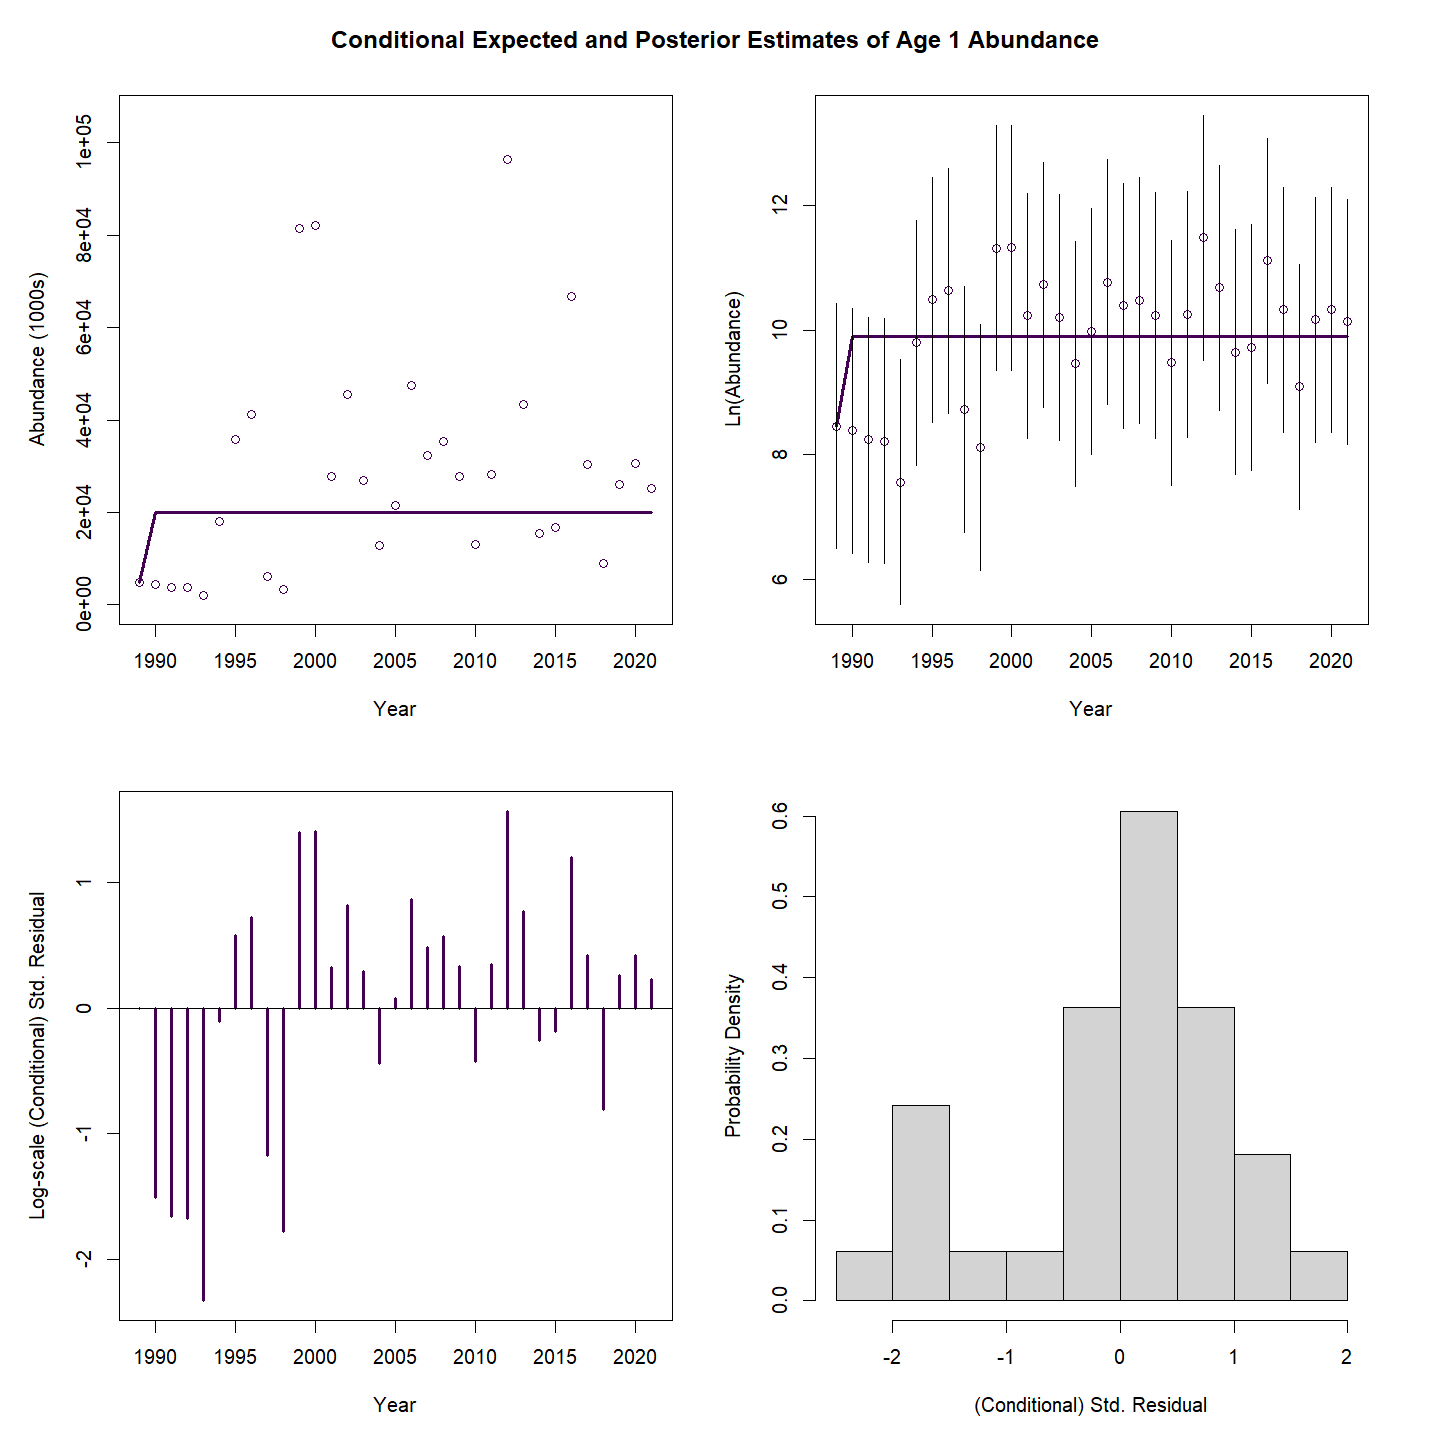 Conditional Expected and Posterior Estimates of Age 1 Abundance
Abundance (1000s)
0e+00 2e+04 4e+04 6e+04 8e+04 1e+05
1990 1995 2000 2005 2010 2015 2020
Year
Ln(Abundance)
6 8 10 12
1990 1995 2000 2005 2010 2015 2020
Year
Log-scale (Conditional) Std. Residual
-2 -1 0 1
1990 1995 2000 2005 2010 2015 2020
Year
Probability Density
0.0 0.1 0.2 0.3 0.4 0.5 0.6
-2 -1 0 1 2
(Conditional) Std. Residual